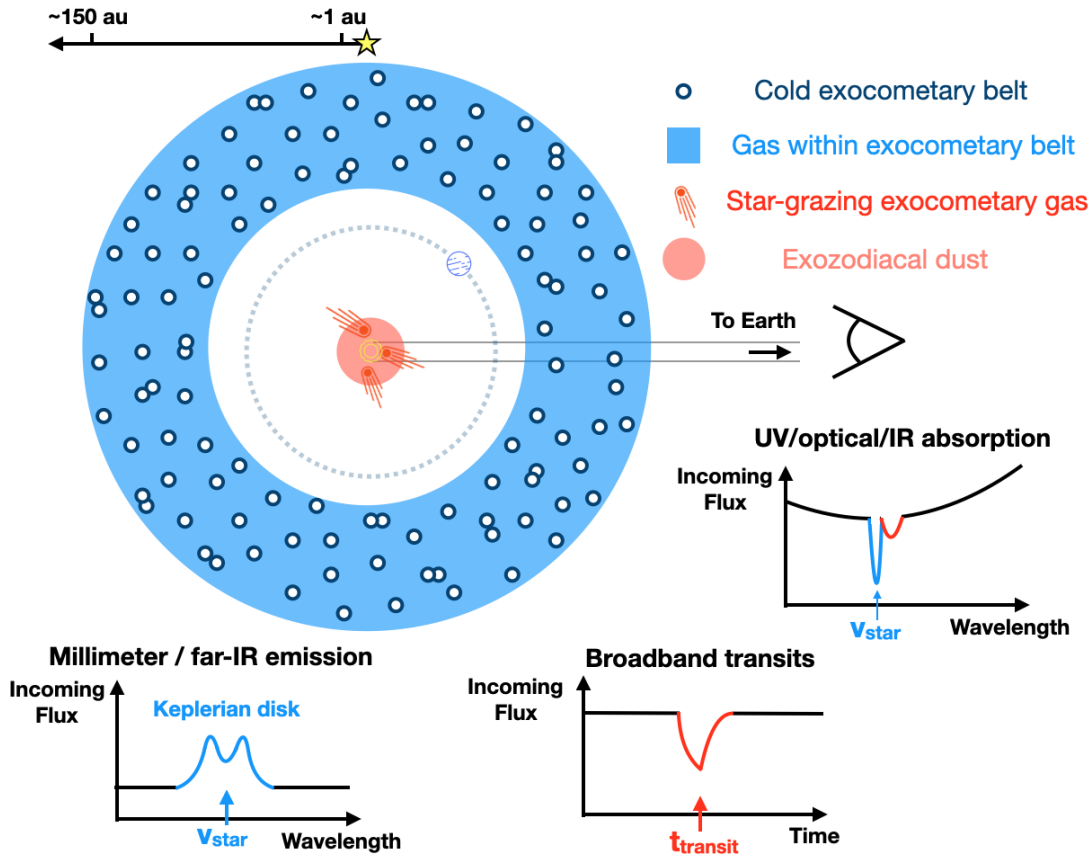 ~150 au
~1 au
Cold exocometary belt
Gas within exocometary belt
Star-grazing exocometary gas
Exozodiacal dust
To Earth
UV/optical/IR absorption
Incoming
Flux
vstar
Wavelength
Millimeter / far-IR emission
Incoming
Flux
Keplerian disk
vstar
Wavelength
Broadband transits
Incoming
Flux
ttransit
Time